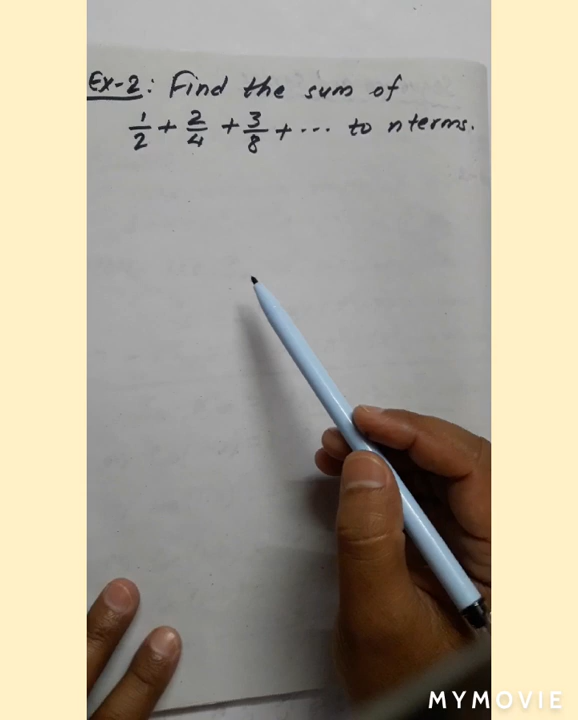 Ex-2: Find the sum of
1/2 + 2/4 + 3/8 + ... to n terms.
MYMOVIE